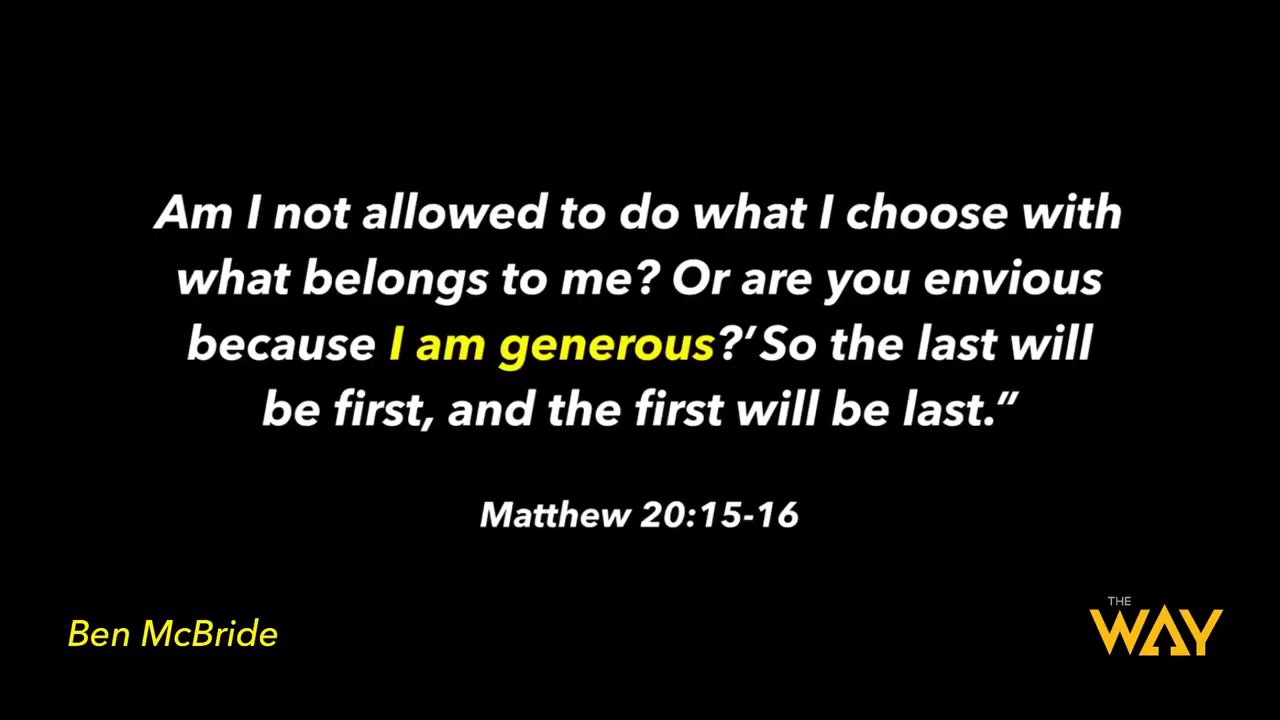 Am I not allowed to do what I choose with
what belongs to me? Or are you envious
because I am generous?’ So the last will
be first, and the first will be last.”
Matthew 20:15-16
Ben McBride
THE
WAY